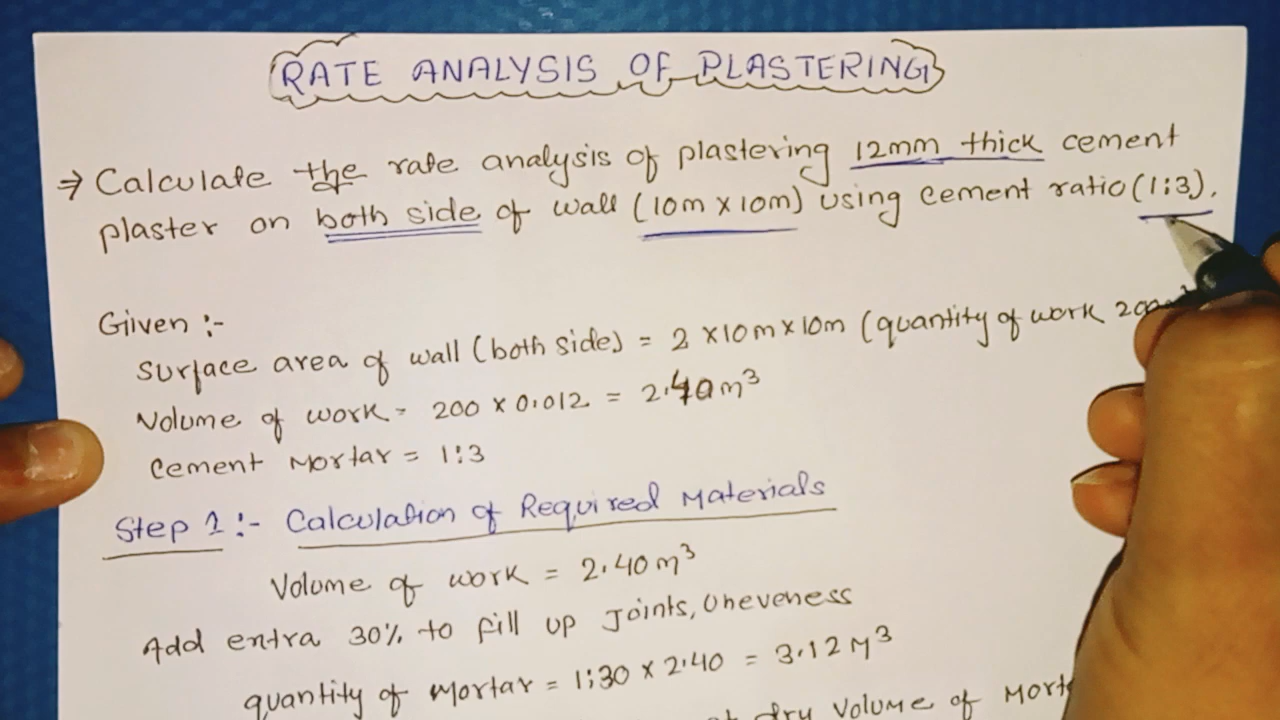 RATE ANALYSIS OF PLASTERING
⇒ Calculate the rate analysis of plastering 12mm thick cement
plaster on both side of wall (10m x 10m) using cement ratio (1:3).
Given :-
Surface area of wall (both side) = 2 x 10m x 10m (quantity of work
Volume of work = 200 x 0.012 = 2.40m³
Cement Mortar = 1:3
Step 1 :- Calculation of Required Materials
Volume of work = 2.40m³
Add entra 30% to fill up Joints, Uneveness
quantity of mortar = 1:30 x 2.40 = 3.12 M³
dry Volume of